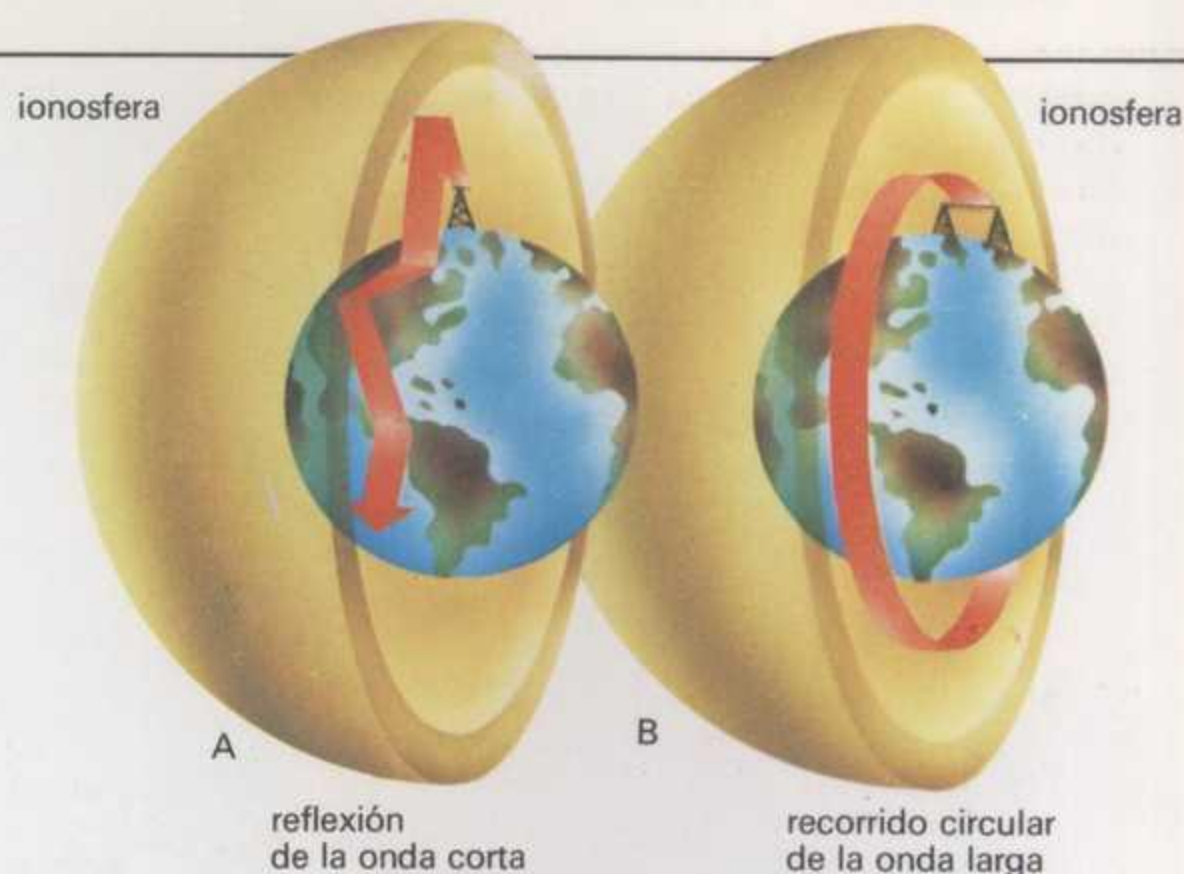 ionosfera
ionosfera
A
B
reflexión
de la onda corta
recorrido circular
de la onda larga